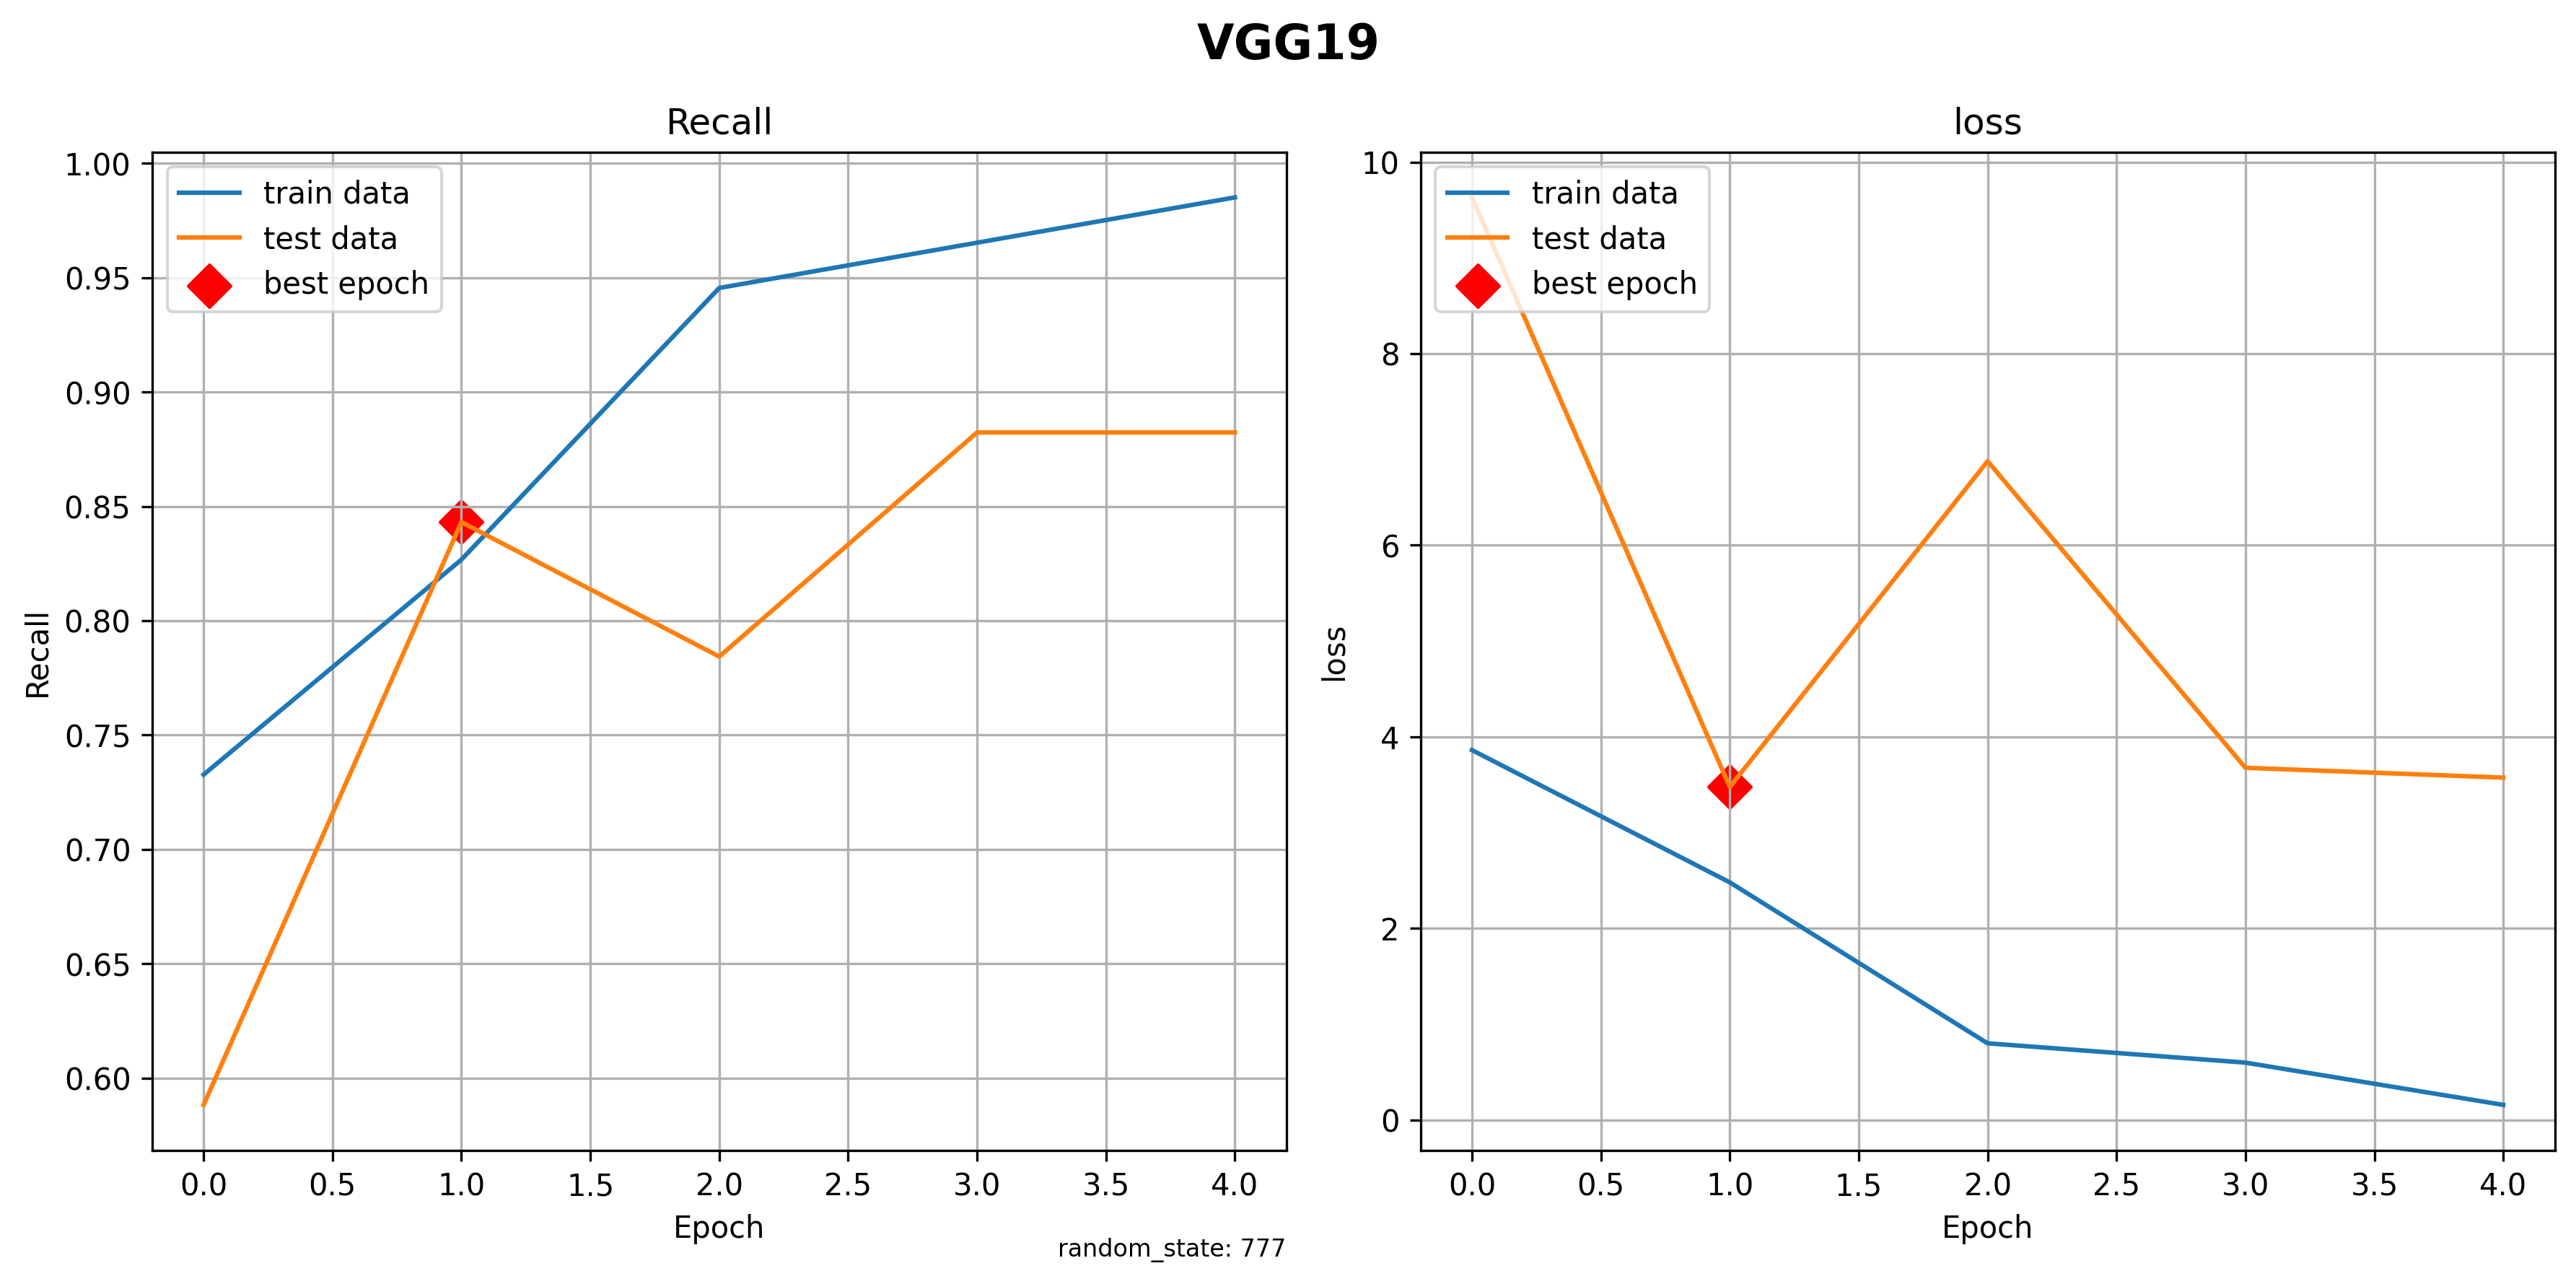 VGG19
Recall
train data
test data
best epoch
1.00
0.95
0.90
0.85
0.80
0.75
0.70
0.65
0.60
Recall
0.0 0.5 1.0 1.5 2.0 2.5 3.0 3.5 4.0
Epoch
random_state: 777
loss
train data
test data
best epoch
10
8
6
4
2
0
loss
0.0 0.5 1.0 1.5 2.0 2.5 3.0 3.5 4.0
Epoch